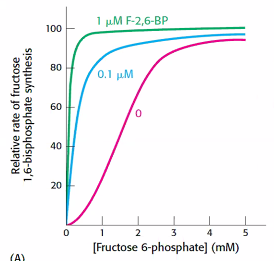 1 µM F-2,6-BP
100
80
60
40
20
0.1 µM
0
Relative rate of fructose
1,6-bisphosphate synthesis
0 1 2 3 4 5
[Fructose 6-phosphate] (mM)
(A)